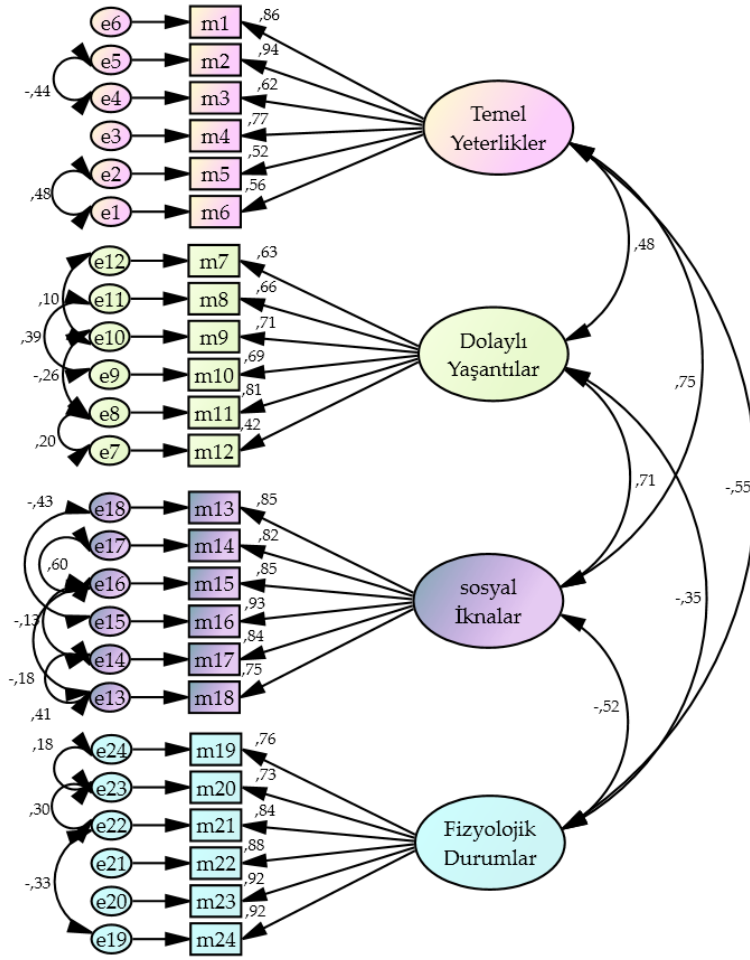 e6 m1 ,86
e5 m2 ,94
-,44
e4 m3 ,62
e3 m4 ,77
e2 m5 ,52
,48
e1 m6 ,56
Temel
Yeterlikler
,48
e12 m7 ,63
,10
e11 m8 ,66
,39
e10 m9 ,71
-,26
e9 m10 ,69
e8 m11 ,81
,20
e7 m12 ,42
Dolaylı
Yaşantılar
,75
,71
-,55
-,43
e18 m13 ,85
e17 m14 ,82
,60
e16 m15 ,85
-,13
e15 m16 ,93
e14 m17 ,84
-,18
e13 m18 ,75
,41
sosyal
İknalar
-,35
-,52
,18
e24 m19 ,76
e23 m20 ,73
,30
e22 m21 ,84
e21 m22 ,88
-,33
e20 m23 ,92
e19 m24 ,92
Fizyolojik
Durumlar